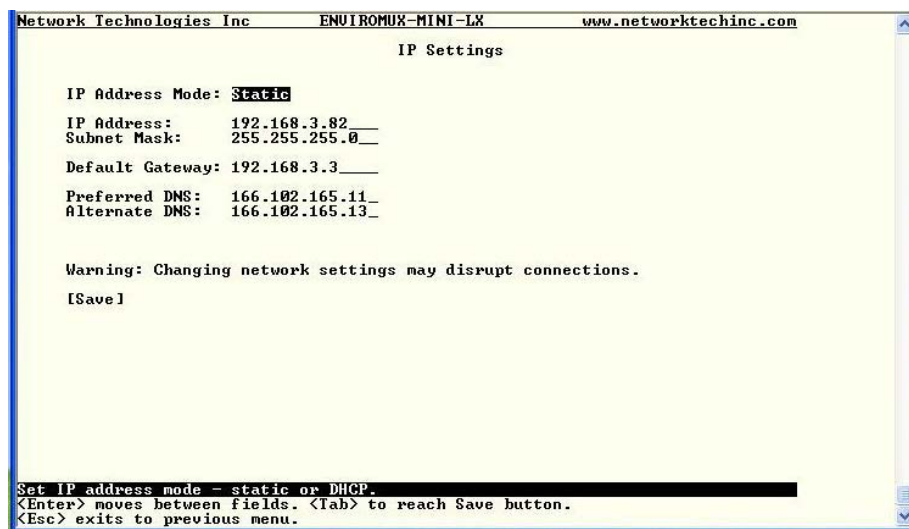 Network Technologies Inc ENVIROMUX-MINI-LX www.networktechinc.com
IP Settings
IP Address Mode: Static
IP Address: 192.168.3.82___
Subnet Mask: 255.255.255.0__
Default Gateway: 192.168.3.3____
Preferred DNS: 166.102.165.11_
Alternate DNS: 166.102.165.13_
Warning: Changing network settings may disrupt connections.
[Save]
Set IP address mode - static or DHCP.
<Enter> moves between fields. <Tab> to reach Save button.
<Esc> exits to previous menu.